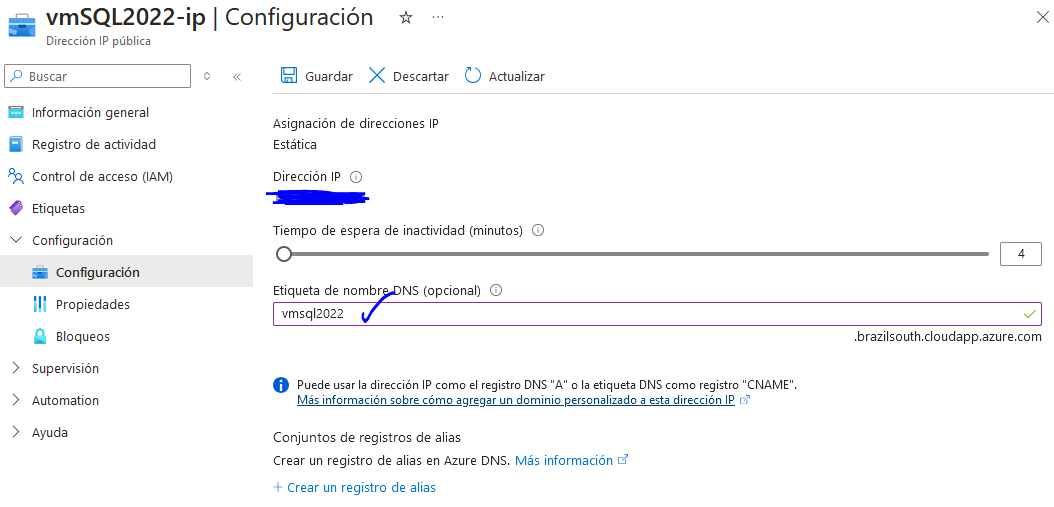 vmSQL2022-ip | Configuración
Dirección IP pública
Buscar
Información general
Registro de actividad
Control de acceso (IAM)
Etiquetas
Configuración
Configuración
Propiedades
Bloqueos
Supervisión
Automation
Ayuda
Guardar Descartar Actualizar
Asignación de direcciones IP
Estática
Dirección IP
Tiempo de espera de inactividad (minutos)
4
Etiqueta de nombre DNS (opcional)
vmsql2022
.brazilsouth.cloudapp.azure.com
Puede usar la dirección IP como el registro DNS "A" o la etiqueta DNS como registro "CNAME".
Más información sobre cómo agregar un dominio personalizado a esta dirección IP
Conjuntos de registros de alias
Crear un registro de alias en Azure DNS. Más información
+ Crear un registro de alias